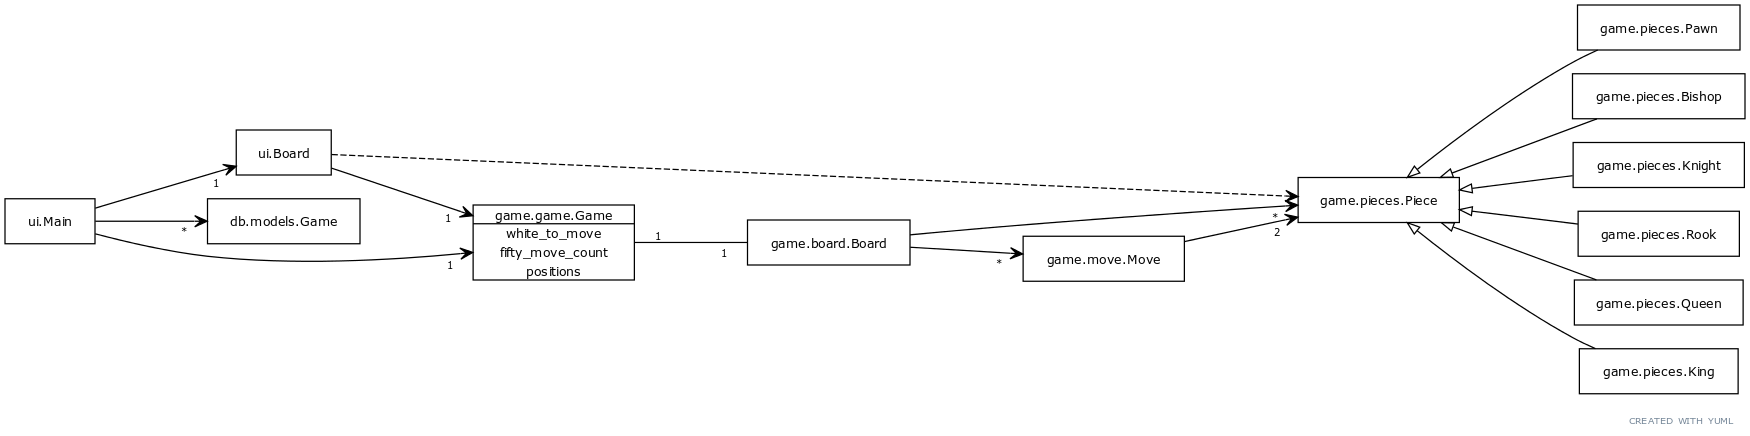 game.pieces.Pawn
game.pieces.Bishop
ui.Board
game.pieces.Knight
1
game.pieces.Piece
ui.Main
db.models.Game
*
1
game.game.Game
white_to_move
fifty_move_count
positions
1
1
1
game.board.Board
*
*
2
game.move.Move
game.pieces.Rook
game.pieces.Queen
game.pieces.King
CREATED WITH YUML